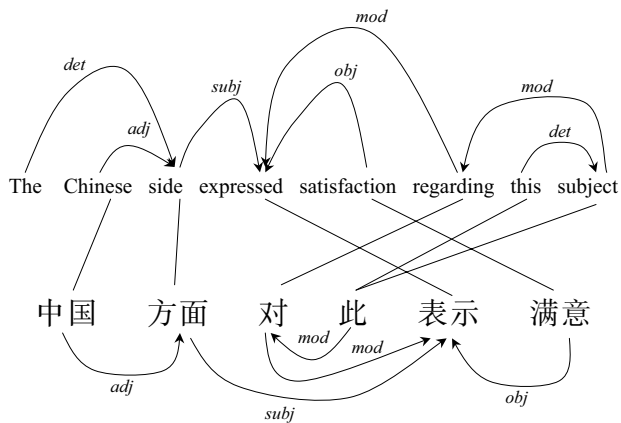 mod
det
subj
obj
mod
adj
det
The Chinese side expressed satisfaction regarding this subject
中国 方面 对 此 表示 满意
mod
mod
adj
obj
subj